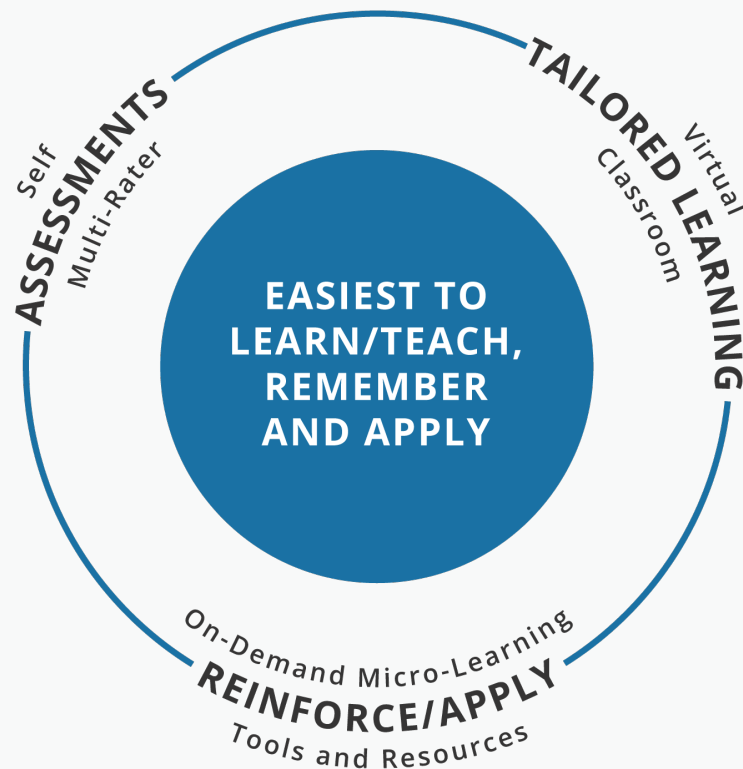 Self
ASSESSMENTS
Multi-Rater
Virtual
TAILORED LEARNING
Classroom
EASIEST TO
LEARN/TEACH,
REMEMBER
AND APPLY
On-Demand Micro-Learning
REINFORCE/APPLY
Tools and Resources